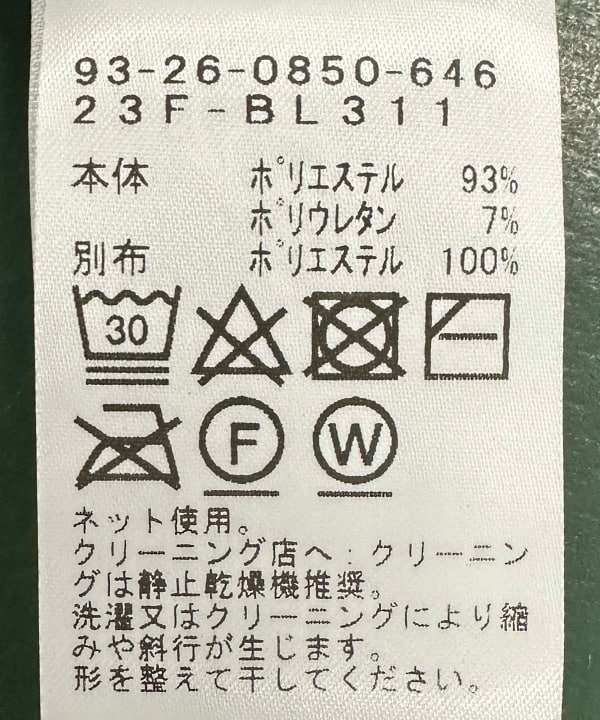 93-26-0850-646
23F-BL311
本体 ポリエステル 93%
ポリウレタン 7%
別布 ポリエステル 100%
30
F W
ネット使用。
クリーニング店へ:クリーニン
グは静止乾燥機推奨。
洗濯又はクリーニングにより縮
みや斜行が生じます。
形を整えて干してください。